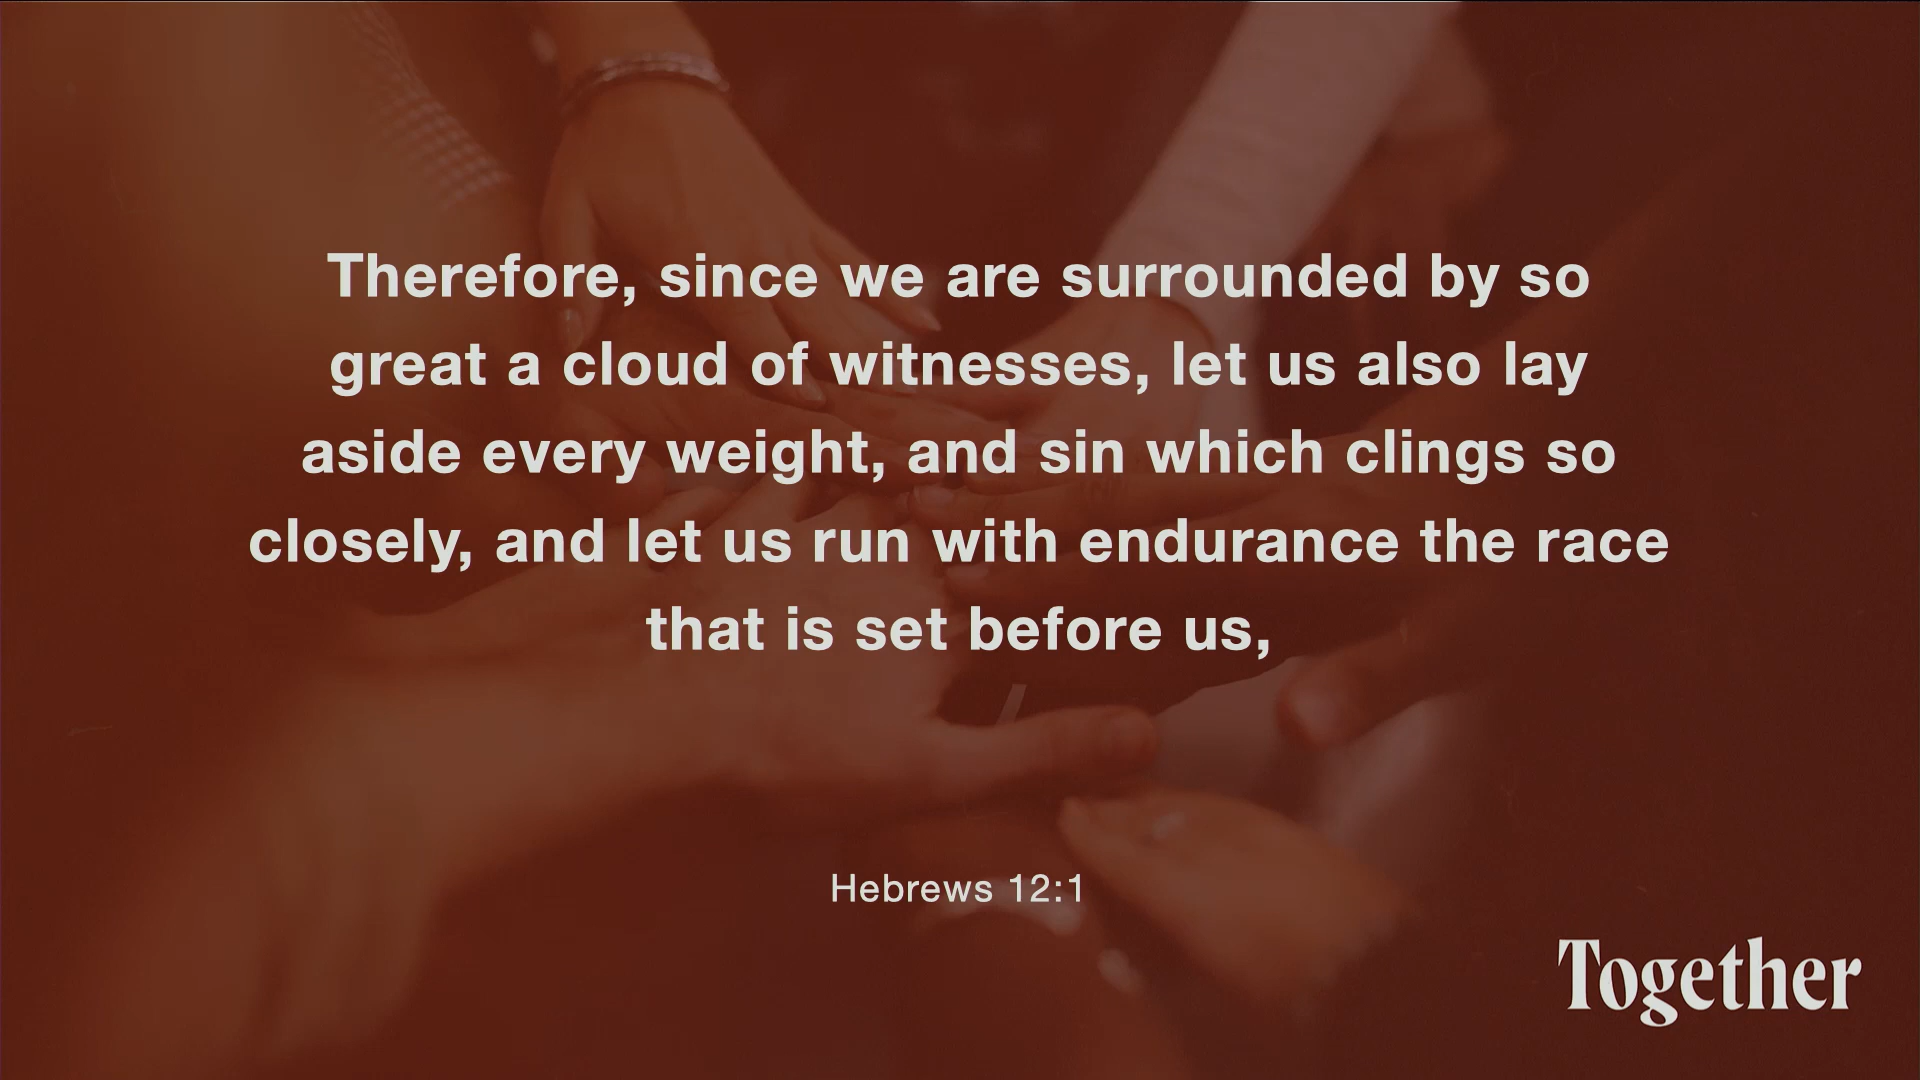 Therefore, since we are surrounded by so
great a cloud of witnesses, let us also lay
aside every weight, and sin which clings so
closely, and let us run with endurance the race
that is set before us,
Hebrews 12:1
Together